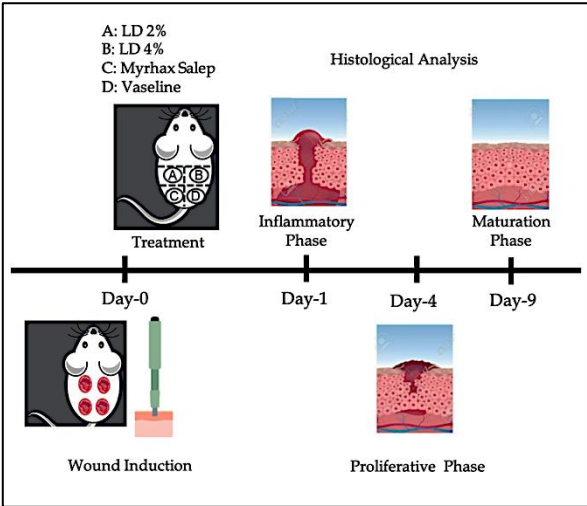 A: LD 2%
B: LD 4%
C: Myrhax Salep
D: Vaseline
Histological Analysis
A B
C D
Treatment
Inflammatory
Phase
Maturation
Phase
Day-0
Day-1
Day-4
Day-9
Wound Induction
Proliferative Phase